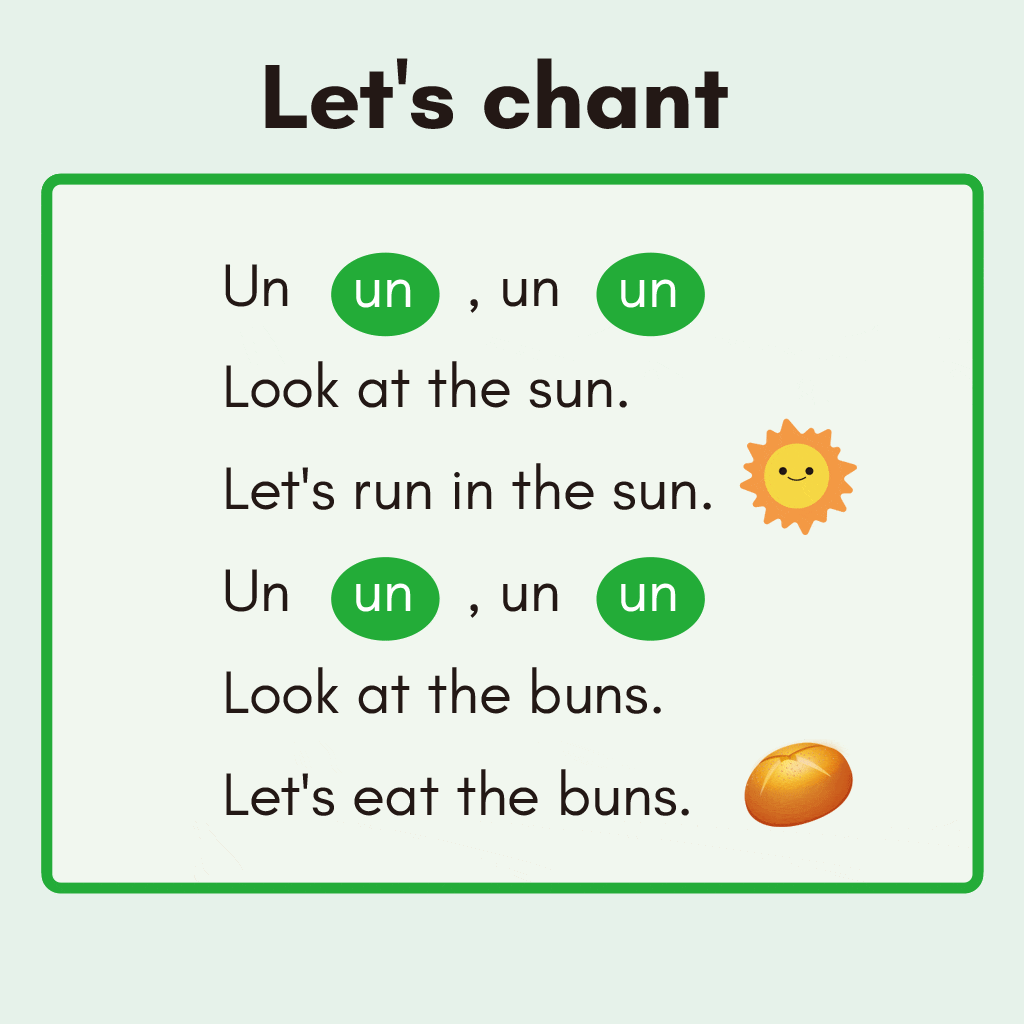 Let's chant
Un un , un un
Look at the sun.
Let's run in the sun.
Un un , un un
Look at the buns.
Let's eat the buns.